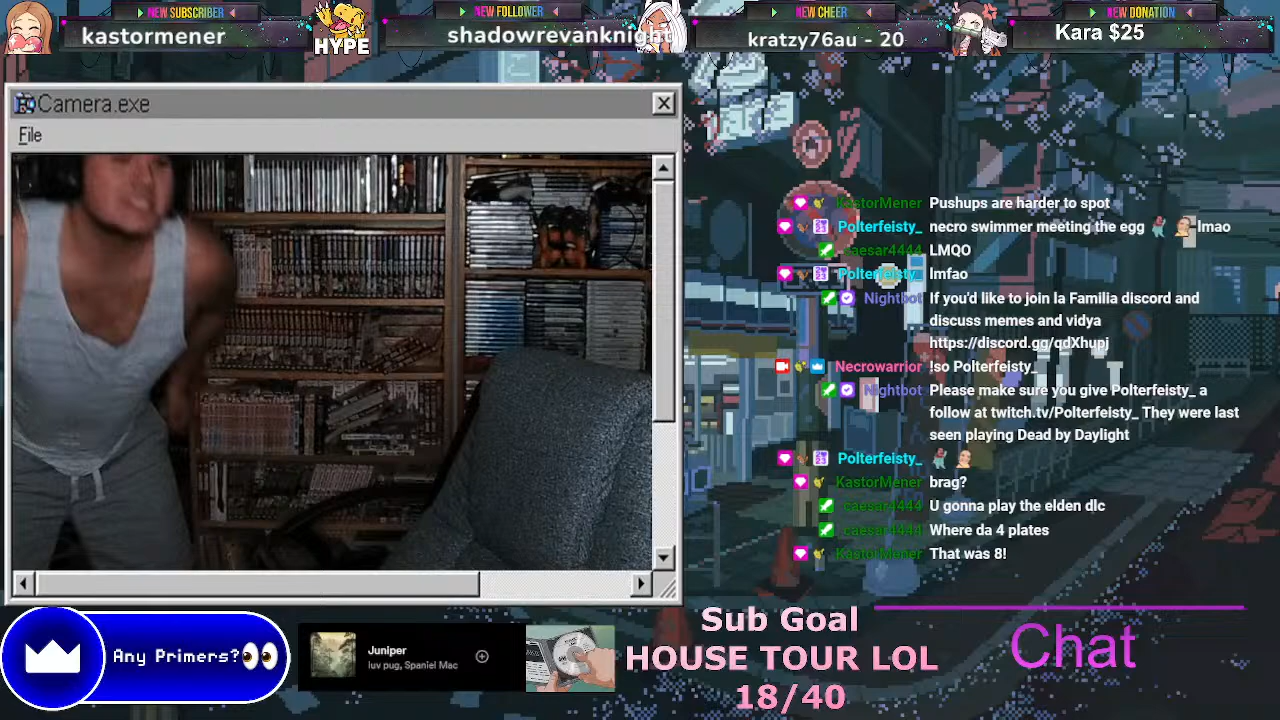 NEW SUBSCRIBER
kastormener
HYPE
NEW FOLLOWER
shadowrevanknight
NEW CHEER
kratzy76au - 20
NEW DONATION
Kara $25
Camera.exe
File
KastorMener Pushups are harder to spot
Polterfeisty_ necro swimmer meeting the egg lmao
caesar4444 LMQO
Polterfeisty_ lmfao
Nightbot If you'd like to join la Familia discord and
discuss memes and vidya
https://discord.gg/qdXhupj
Necrowarrior !so Polterfeisty_
Nightbot Please make sure you give Polterfeisty_ a
follow at twitch.tv/Polterfeisty_ They were last
seen playing Dead by Daylight
Polterfeisty_
KastorMener brag?
caesar4444 U gonna play the elden dlc
caesar4444 Where da 4 plates
KastorMener That was 8!
Any Primers?
Juniper
luv pug, Spaniel Mac
Sub Goal
HOUSE TOUR LOL
18/40
Chat